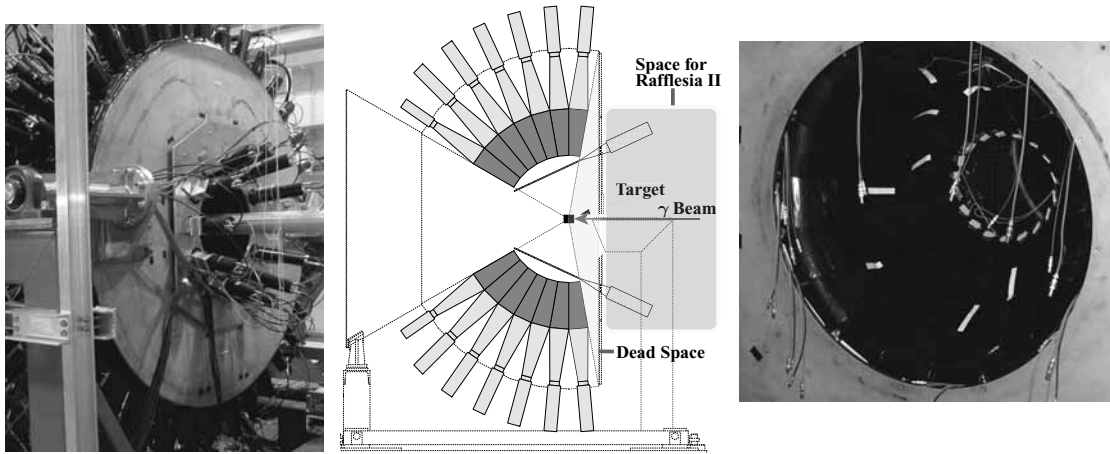 Space for
Rafflesia II
Target
γ Beam
Dead Space